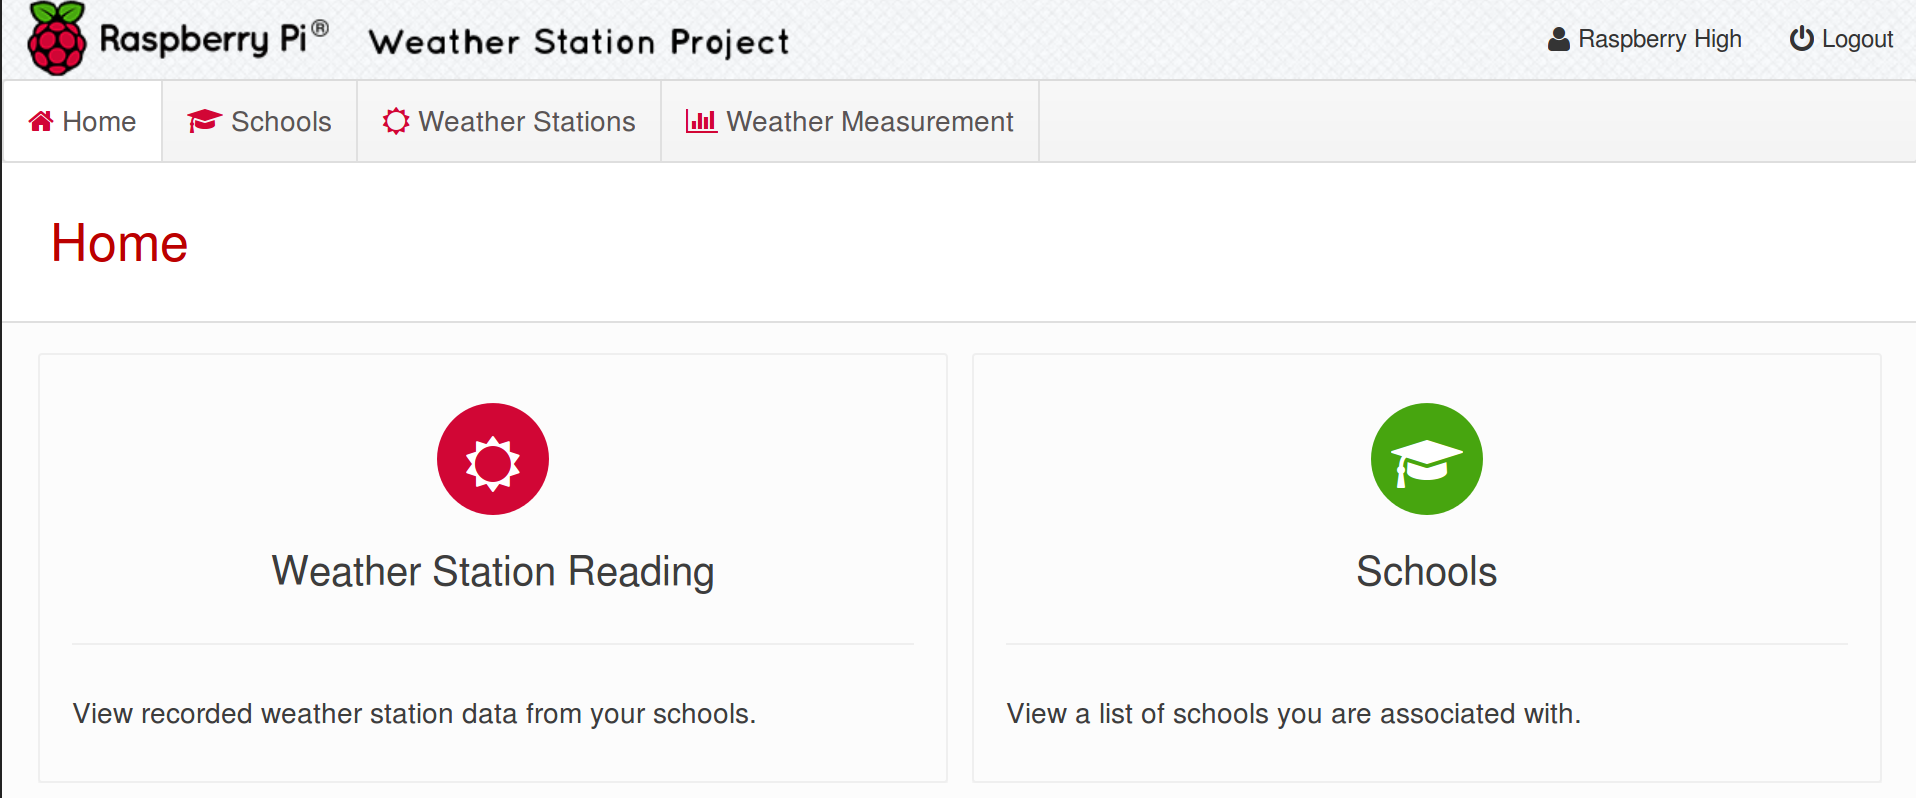 Raspberry Pi® Weather Station Project Raspberry High Logout
Home Schools Weather Stations Weather Measurement
Home
Weather Station Reading
View recorded weather station data from your schools.
Schools
View a list of schools you are associated with.